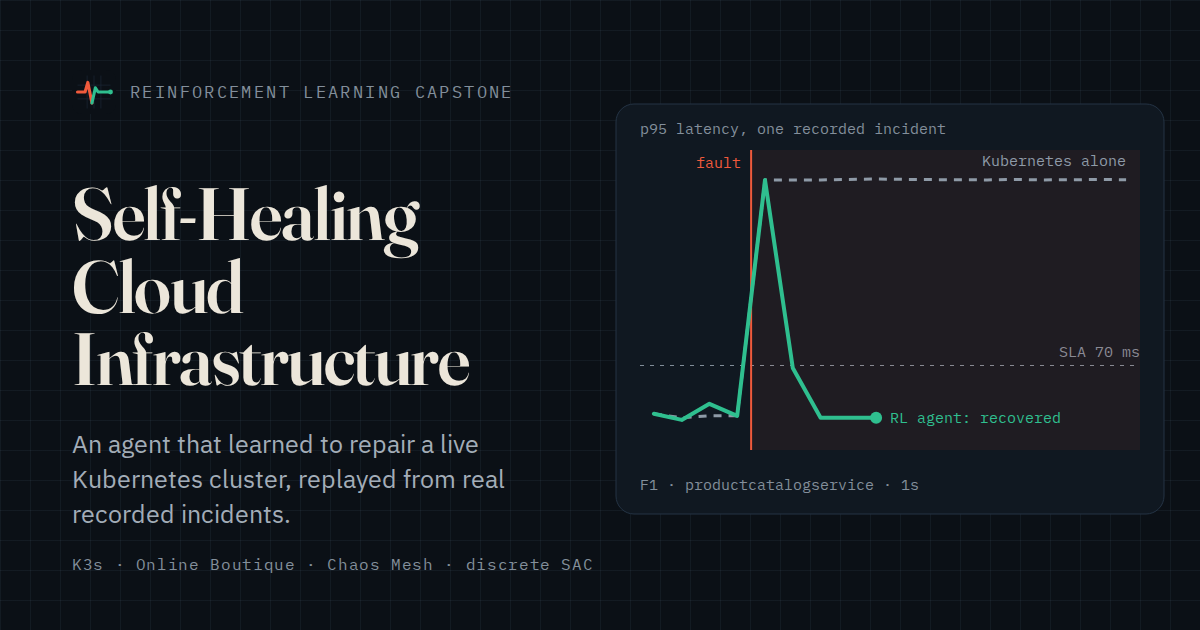 REINFORCEMENT LEARNING CAPSTONE
Self-Healing
Cloud
Infrastructure
An agent that learned to repair a live
Kubernetes cluster, replayed from real
recorded incidents.
K3s · Online Boutique · Chaos Mesh · discrete SAC
p95 latency, one recorded incident
fault
Kubernetes alone
SLA 70 ms
RL agent: recovered
F1 · productcatalogservice · 1s